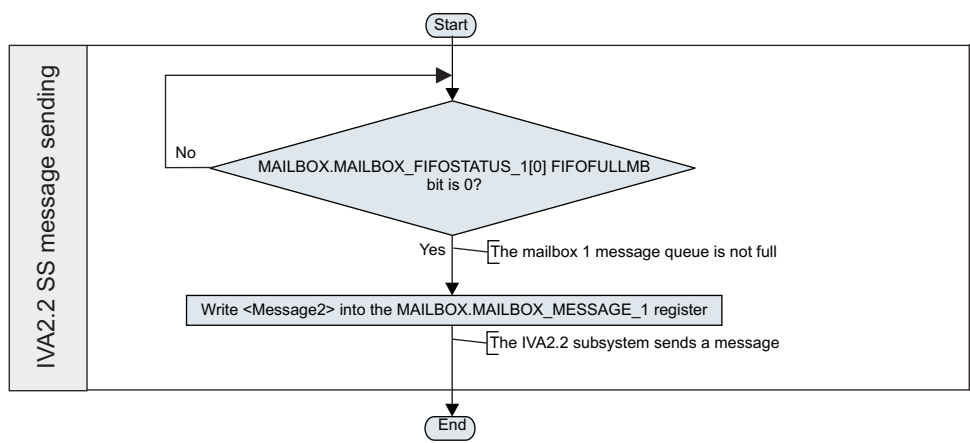 Start
IVA2.2 SS message sending
No
MAILBOX.MAILBOX_FIFOSTATUS_1[0] FIFOFULLMB
bit is 0?
Yes
The mailbox 1 message queue is not full
Write <Message2> into the MAILBOX.MAILBOX_MESSAGE_1 register
The IVA2.2 subsystem sends a message
End